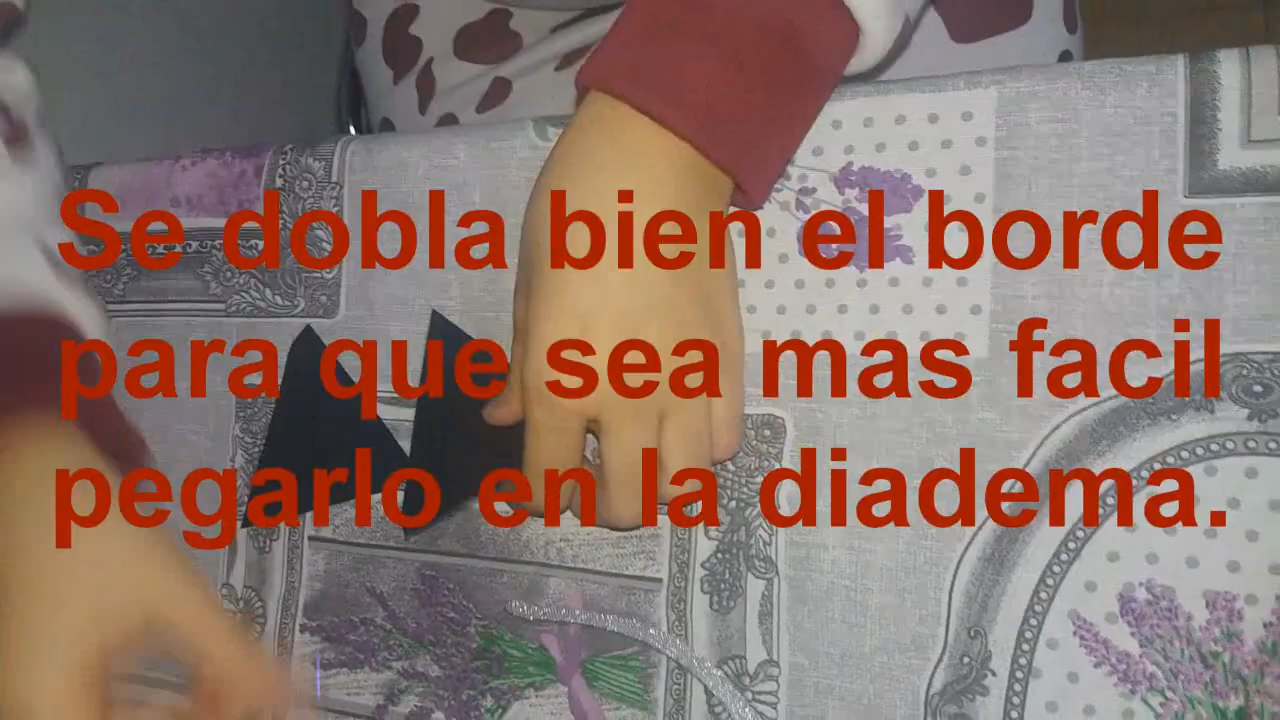 Se dobla bien el borde
para que sea mas facil
pegarlo en la diadema.